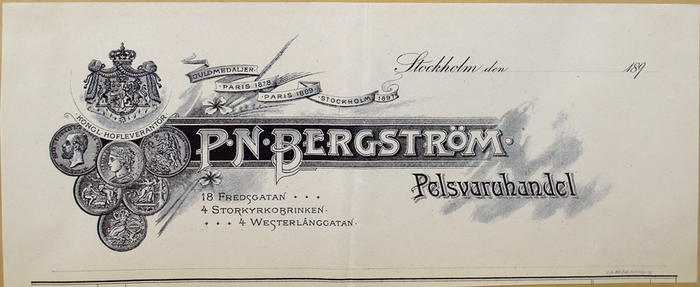 GULDMEDALJER
PARIS 1878
PARIS 1889
STOCKHOLM 1897
Stockholm den 189
KONGL. HOFLEVERANTÖR
P.N. BERGSTRÖM.
Pelsvaruhandel
18 FREDSGATAN · · ·
4 STORKYRKOBRINKEN.
· · · 4 WESTERLÅNGGATAN.